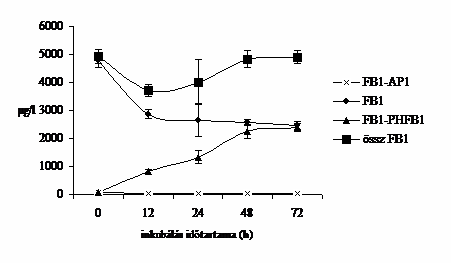 6000
5000
4000
3000
2000
1000
0
µg/l
0 12 24 48 72
inkubálás időtartama (h)
FB1-AP1
FB1
FB1-PHFB1
össz FB1